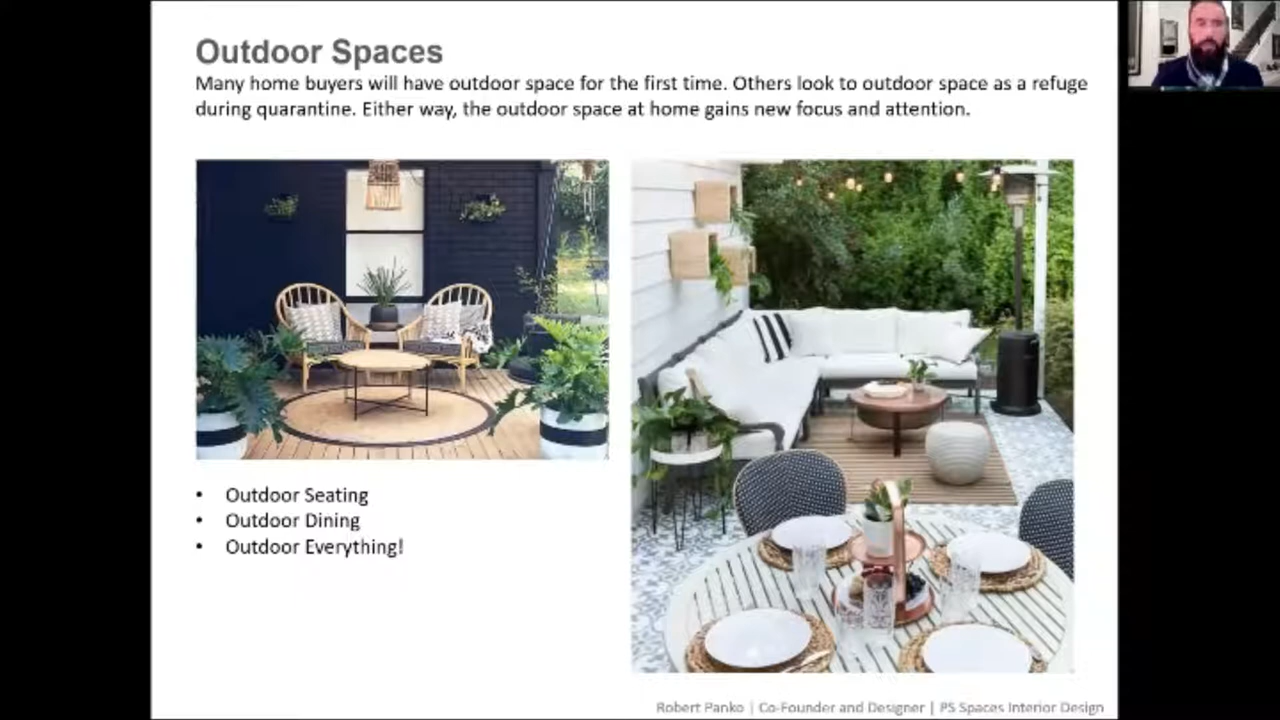 Outdoor Spaces
Many home buyers will have outdoor space for the first time. Others look to outdoor space as a refuge
during quarantine. Either way, the outdoor space at home gains new focus and attention.
• Outdoor Seating
• Outdoor Dining
• Outdoor Everything!
Robert Panko | Co-Founder and Designer | PS Spaces Interior Design